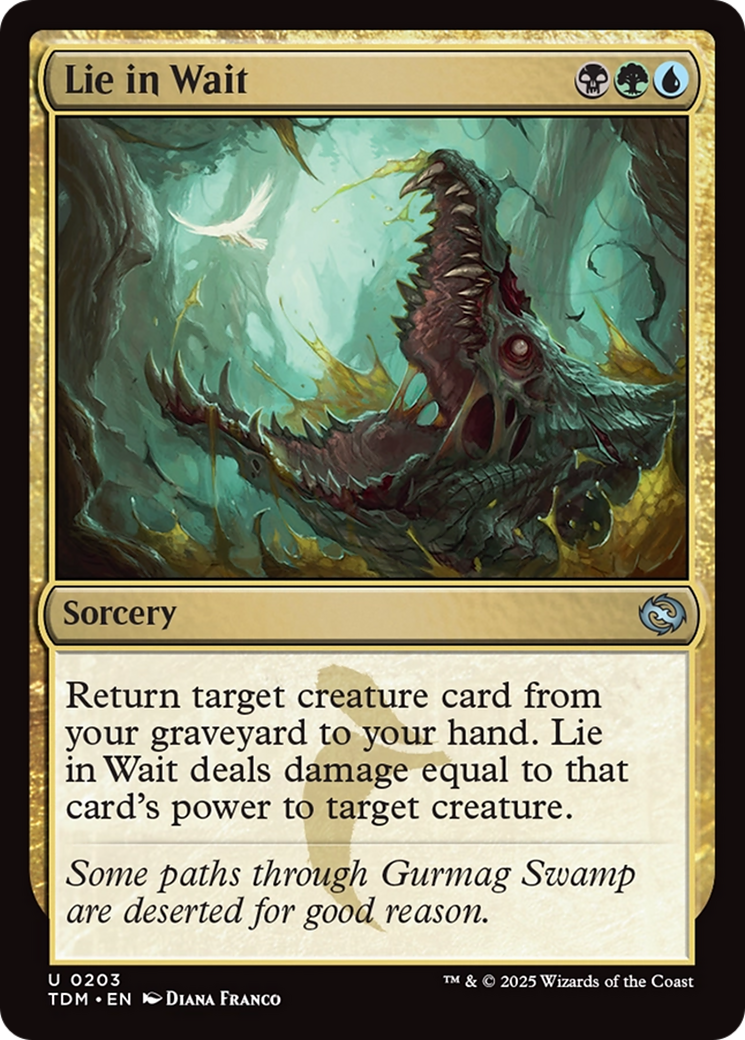 Lie in Wait
Sorcery
Return target creature card from
your graveyard to your hand. Lie
in Wait deals damage equal to that
card's power to target creature.
Some paths through Gurmag Swamp
are deserted for good reason.
U 0203
TDM • EN Diana Franco
™ & © 2025 Wizards of the Coast